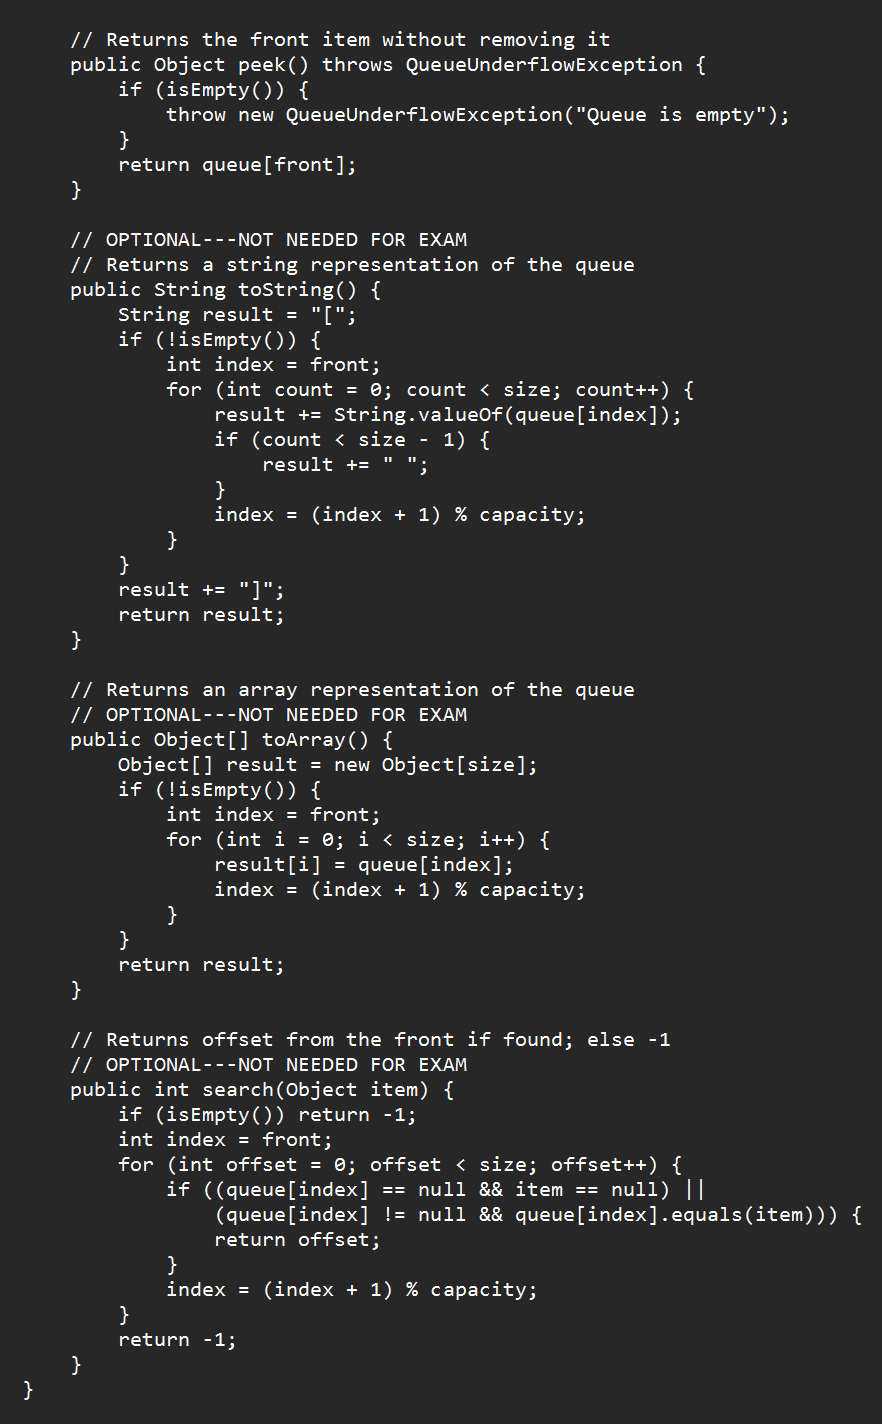 // Returns the front item without removing it
    public Object peek() throws QueueUnderflowException {
        if (isEmpty()) {
            throw new QueueUnderflowException("Queue is empty");
        }
        return queue[front];
    }

    // OPTIONAL---NOT NEEDED FOR EXAM
    // Returns a string representation of the queue
    public String toString() {
        String result = "[";
        if (!isEmpty()) {
            int index = front;
            for (int count = 0; count < size; count++) {
                result += String.valueOf(queue[index]);
                if (count < size - 1) {
                    result += " ";
                }
                index = (index + 1) % capacity;
            }
        }
        result += "]";
        return result;
    }

    // Returns an array representation of the queue
    // OPTIONAL---NOT NEEDED FOR EXAM
    public Object[] toArray() {
        Object[] result = new Object[size];
        if (!isEmpty()) {
            int index = front;
            for (int i = 0; i < size; i++) {
                result[i] = queue[index];
                index = (index + 1) % capacity;
            }
        }
        return result;
    }

    // Returns offset from the front if found; else -1
    // OPTIONAL---NOT NEEDED FOR EXAM
    public int search(Object item) {
        if (isEmpty()) return -1;
        int index = front;
        for (int offset = 0; offset < size; offset++) {
            if ((queue[index] == null && item == null) ||
                (queue[index] != null && queue[index].equals(item))) {
                return offset;
            }
            index = (index + 1) % capacity;
        }
        return -1;
    }
}